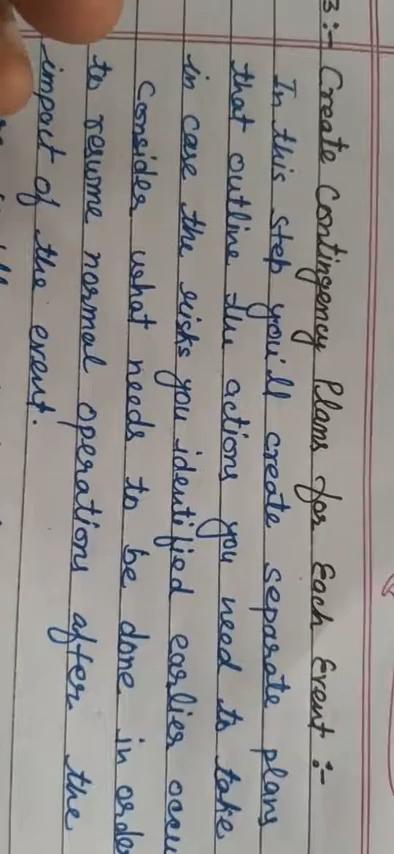 3:- Create Contingency Plans for Each Event :-
In this step you'll create separate plans
that outline the actions you need to take
in case the risks you identified earlier occu
Consider what needs to be done in orde
to resume normal operations after the
impact of the event.